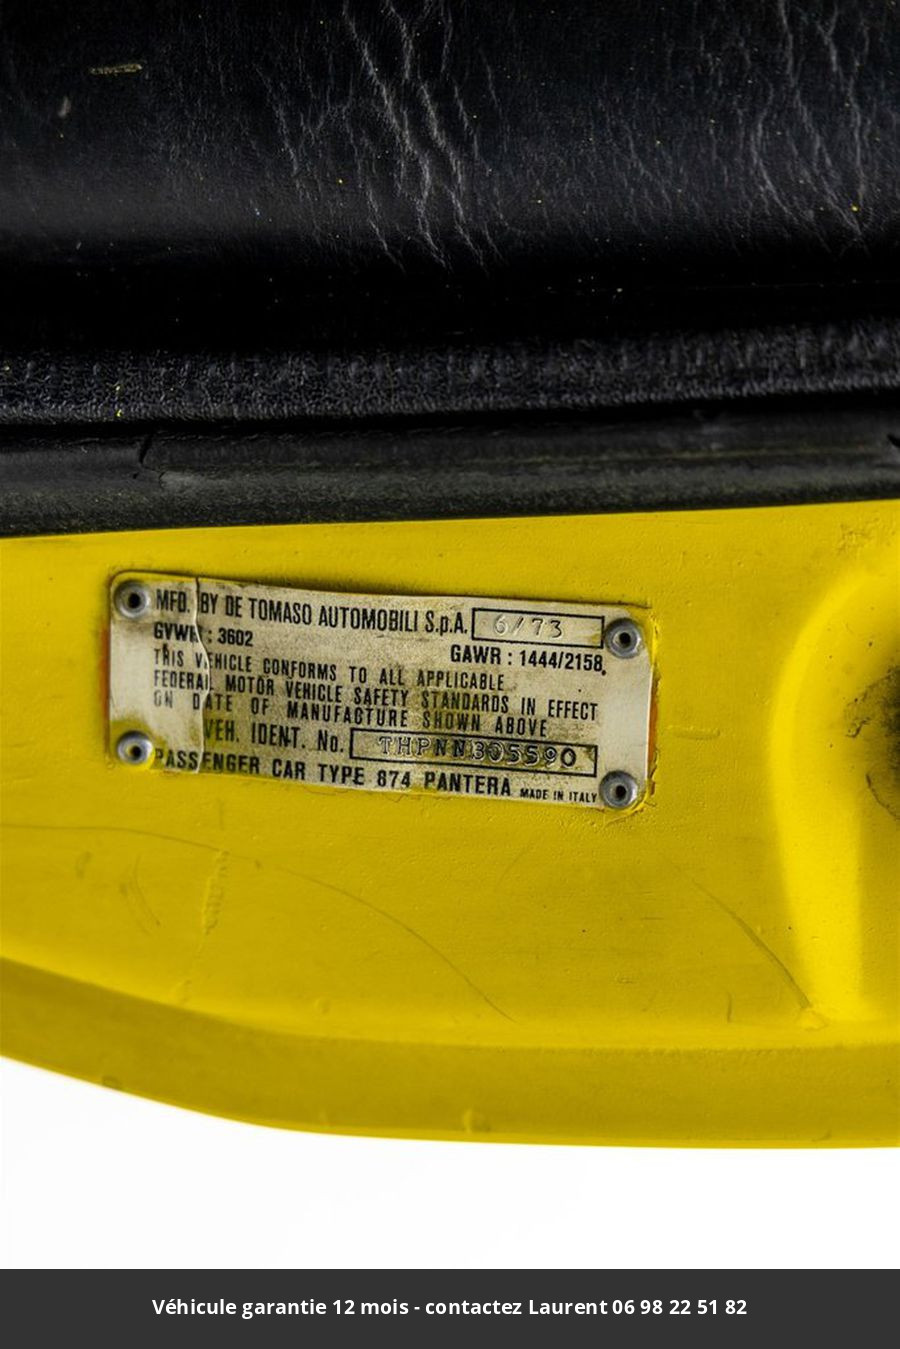 MFD. BY DE TOMASO AUTOMOBILI S.p.A. 6/73
GVWR : 3602
GAWR : 1444/2158
THIS VEHICLE CONFORMS TO ALL APPLICABLE
FEDERAL MOTOR VEHICLE SAFETY STANDARDS IN EFFECT
ON DATE OF MANUFACTURE SHOWN ABOVE
VEH. IDENT. No. THPNN305590
PASSENGER CAR TYPE 874 PANTERA MADE IN ITALY
Véhicule garantie 12 mois - contactez Laurent 06 98 22 51 82